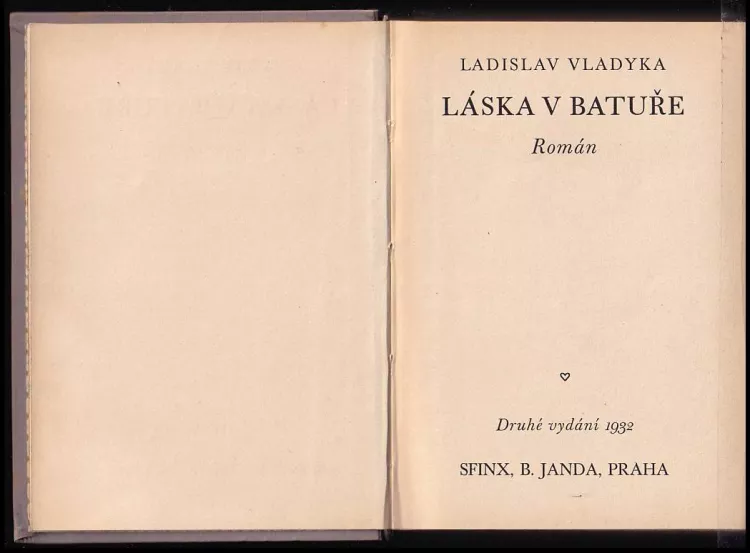 LADISLAV VLADYKA
LÁSKA V BATUŘE
Román
Druhé vydání 1932
SFINX, B. JANDA, PRAHA